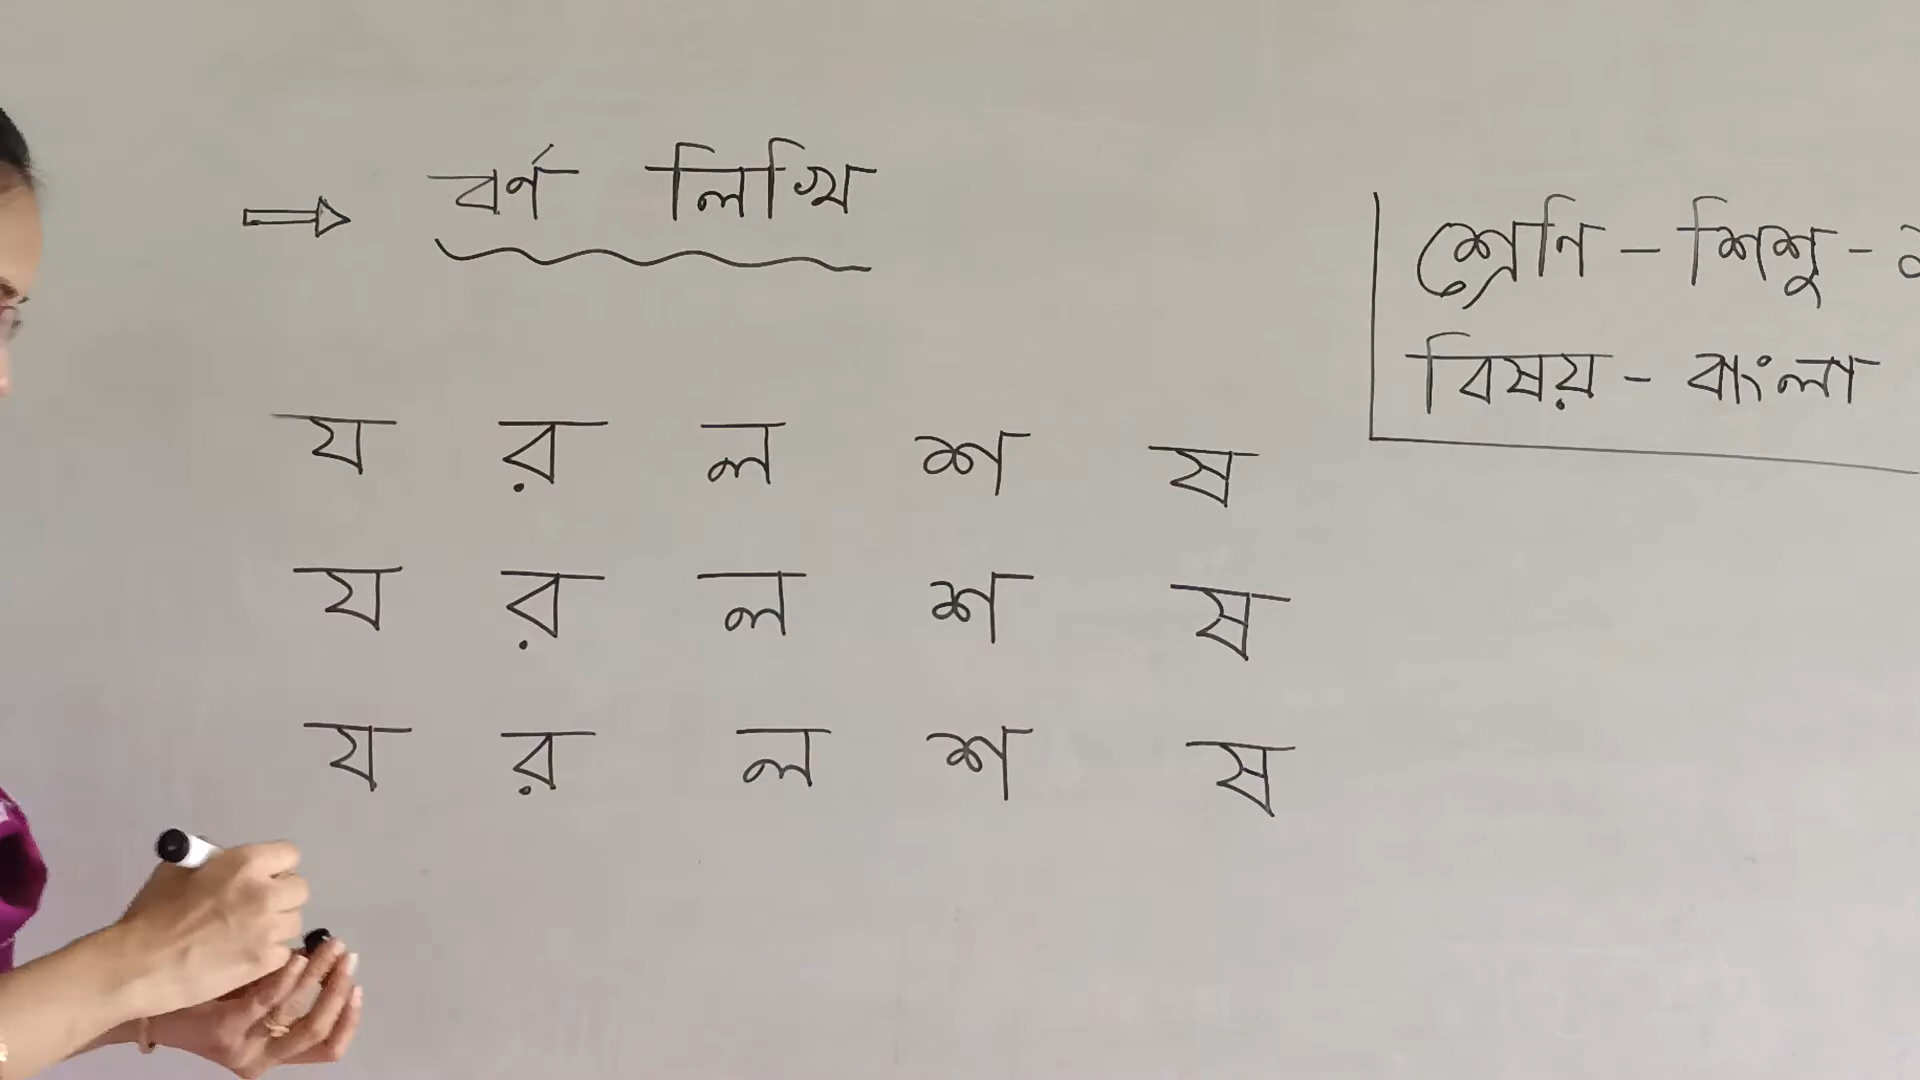 বর্ণ লিখি
শ্রেণি - শিশু -
বিষয় - বাংলা
য র ল শ ষ
য র ল শ ষ
য র ল শ ষ